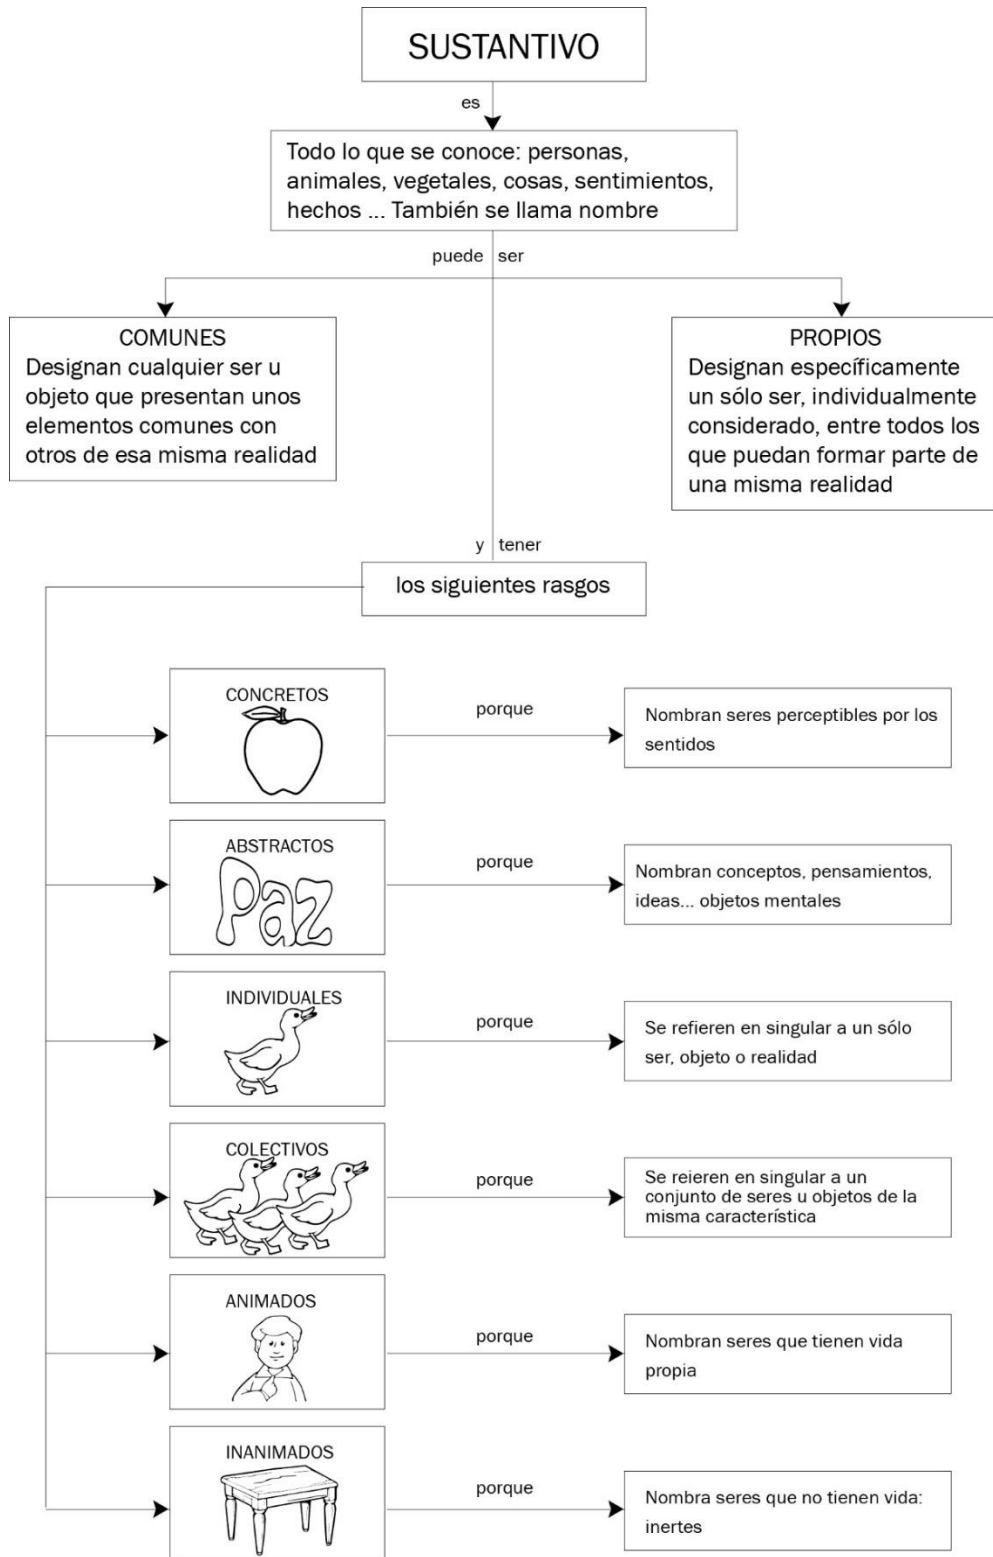 SUSTANTIVO
es
Todo lo que se conoce: personas,
animales, vegetales, cosas, sentimientos,
hechos ... También se llama nombre
puede ser
COMUNES
Designan cualquier ser u
objeto que presentan unos
elementos comunes con
otros de esa misma realidad
PROPIOS
Designan específicamente
un sólo ser, individualmente
considerado, entre todos los
que puedan formar parte de
una misma realidad
y tener
los siguientes rasgos
CONCRETOS
porque
Nombran seres perceptibles por los
sentidos
ABSTRACTOS
Paz
porque
Nombran conceptos, pensamientos,
ideas... objetos mentales
INDIVIDUALES
porque
Se refieren en singular a un sólo
ser, objeto o realidad
COLECTIVOS
porque
Se reieren en singular a un
conjunto de seres u objetos de la
misma característica
ANIMADOS
porque
Nombran seres que tienen vida
propia
INANIMADOS
porque
Nombra seres que no tienen vida:
inertes